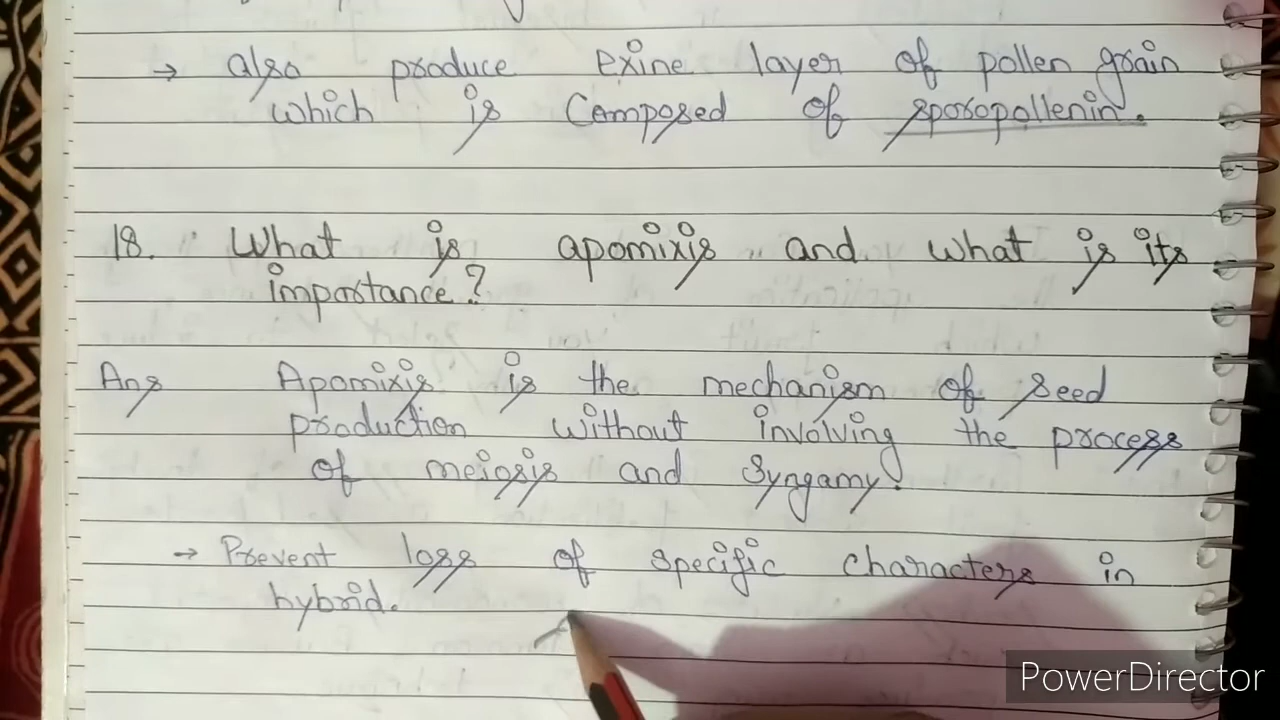 → also produce exine layer of pollen grain
which is Composed of sporopollenin.
18. What is apomixis and what is its
importance?
Ans Apomixis is the mechanism of seed
production without involving the process
of meiosis and Syngamy.
→ Prevent loss of specific characters in
hybrid.
PowerDirector